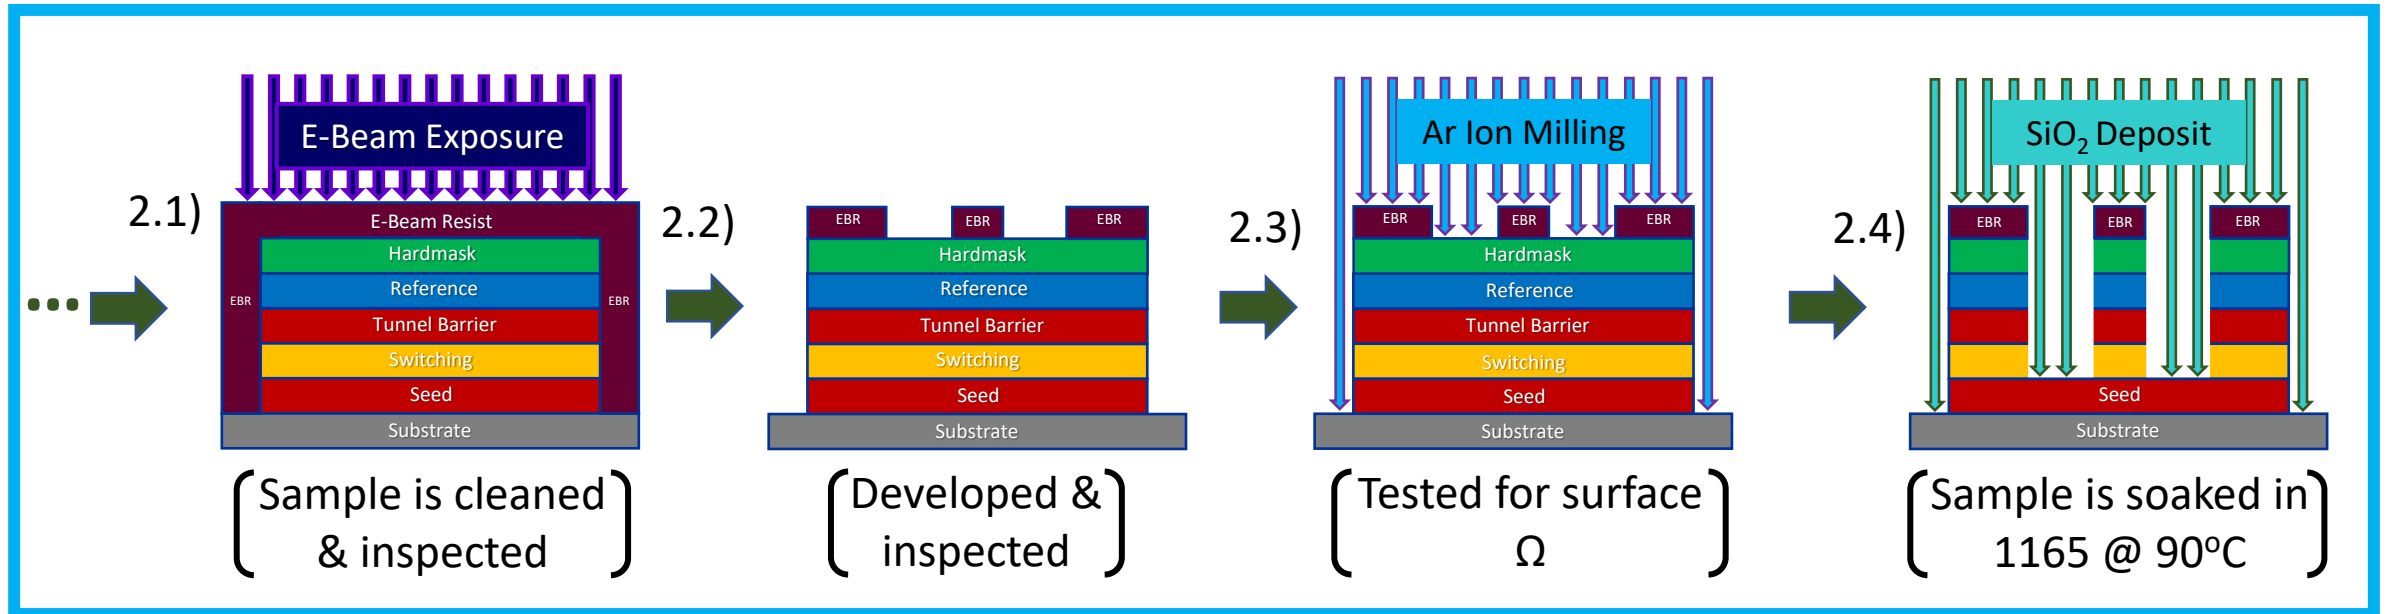 2.1)
E-Beam Exposure
E-Beam Resist
EBR
EBR
Hardmask
Reference
Tunnel Barrier
Switching
Seed
Substrate
Sample is cleaned
& inspected
2.2)
EBR
EBR
EBR
Hardmask
Reference
Tunnel Barrier
Switching
Seed
Substrate
Developed &
inspected
2.3)
Ar Ion Milling
EBR
EBR
EBR
Hardmask
Reference
Tunnel Barrier
Switching
Seed
Substrate
Tested for surface
Ω
2.4)
SiO₂ Deposit
EBR
EBR
EBR
Seed
Substrate
Sample is soaked in
1165 @ 90ºC